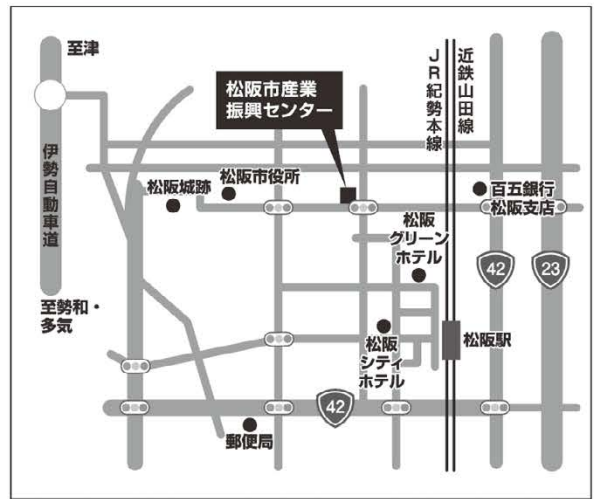 至津
伊勢自動車道
至勢和・
多気
松阪市産業
振興センター
JR紀勢本線
近鉄山田線
松阪城跡
松阪市役所
百五銀行
松阪支店
松阪
グリーン
ホテル
42
23
松阪
シティ
ホテル
松阪駅
42
郵便局